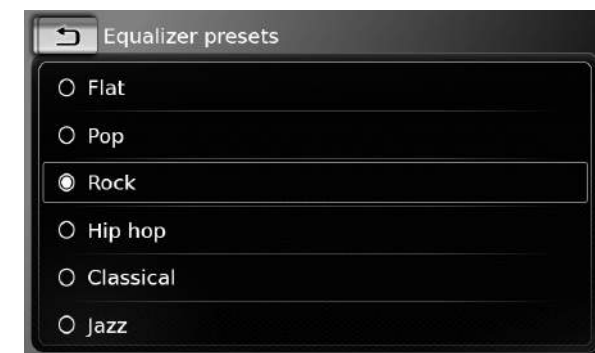 Equalizer presets
Flat
Pop
Rock
Hip hop
Classical
Jazz